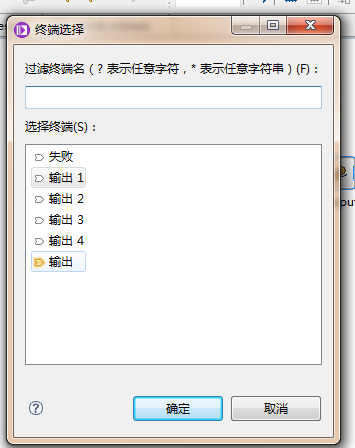 终端选择
过滤终端名（? 表示任意字符，* 表示任意字符串）(F)：
选择终端(S)：
失败
输出 1
输出 2
输出 3
输出 4
输出
?
确定
取消